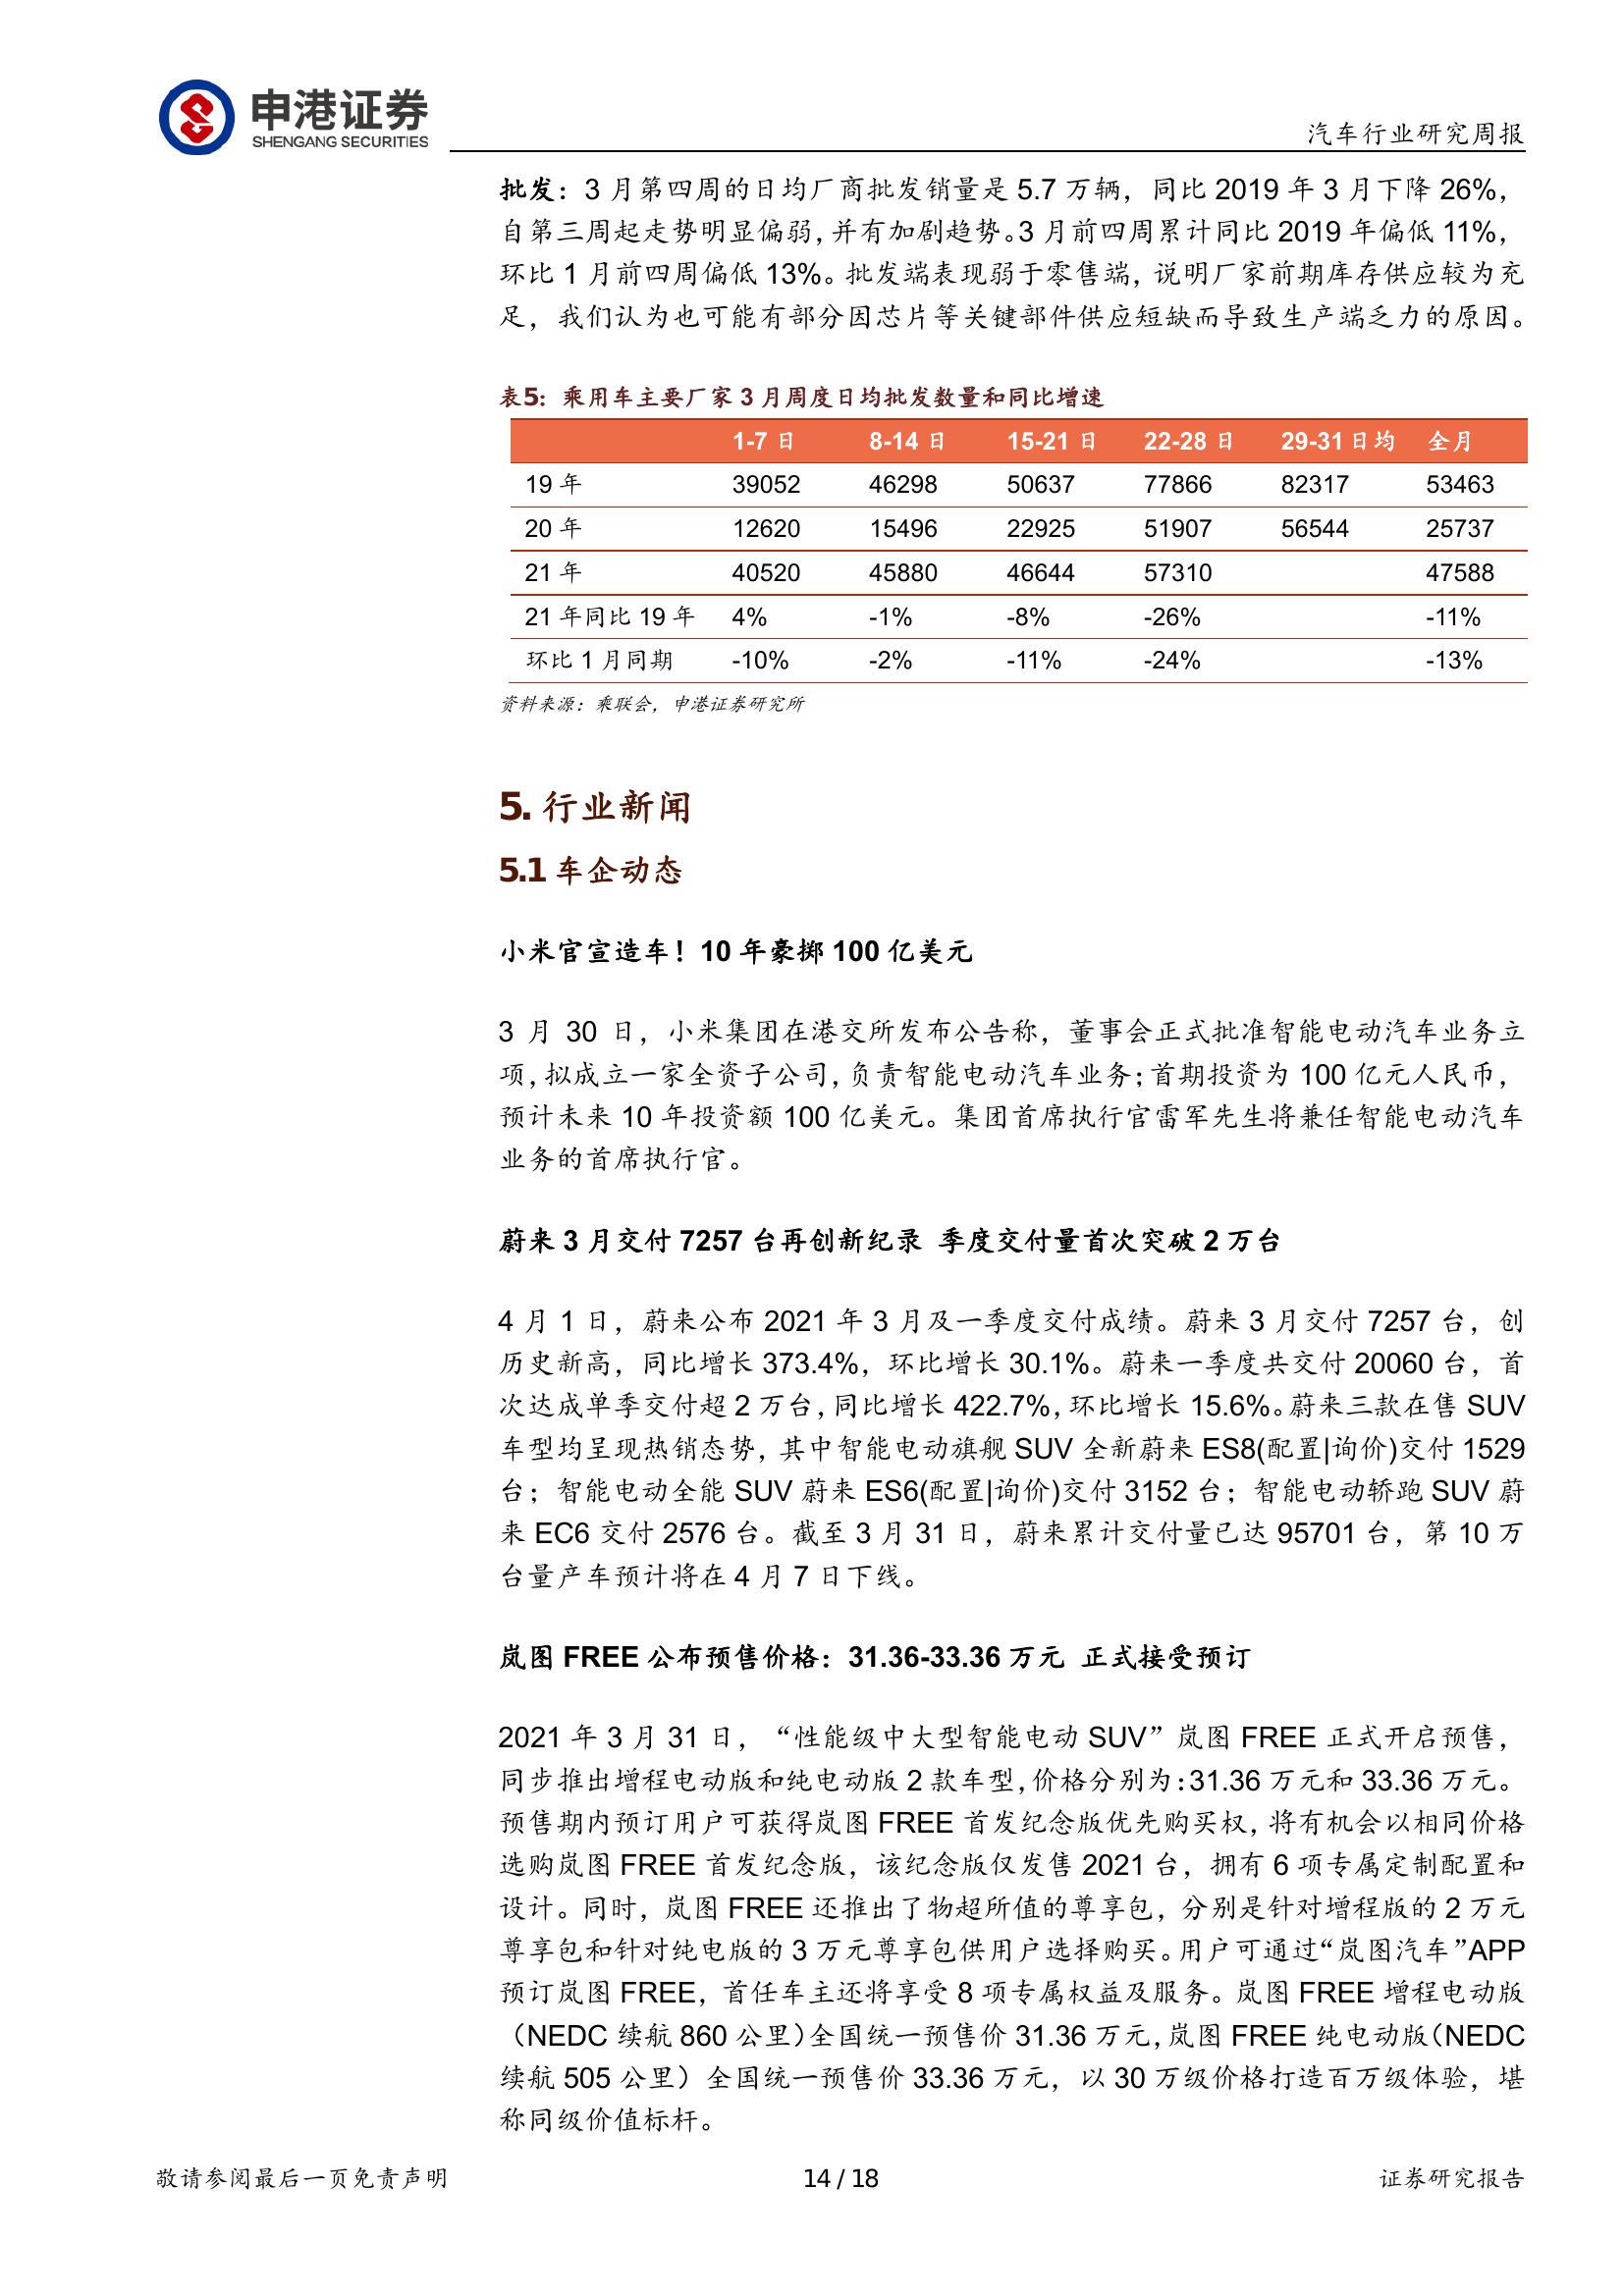 申港证券
SHENGANG SECURITIES
汽车行业研究周报
批发：3 月第四周的日均厂商批发销量是 5.7 万辆，同比 2019 年 3 月下降 26%，
自第三周起走势明显偏弱，并有加剧趋势。3 月前四周累计同比 2019 年偏低 11%，
环比 1 月前四周偏低 13%。批发端表现弱于零售端，说明厂家前期库存供应较为充
足，我们认为也可能有部分因芯片等关键部件供应短缺而导致生产端乏力的原因。
表5：乘用车主要厂家 3 月周度日均批发数量和同比增速
1-7 日 8-14 日 15-21 日 22-28 日 29-31 日均 全月
19 年 39052 46298 50637 77866 82317 53463
20 年 12620 15496 22925 51907 56544 25737
21 年 40520 45880 46644 57310 47588
21 年同比 19 年 4% -1% -8% -26% -11%
环比 1 月同期 -10% -2% -11% -24% -13%
资料来源：乘联会，申港证券研究所
5. 行业新闻
5.1 车企动态
小米官宣造车！10 年豪掷 100 亿美元
3 月 30 日，小米集团在港交所发布公告称，董事会正式批准智能电动汽车业务立
项，拟成立一家全资子公司，负责智能电动汽车业务；首期投资为 100 亿元人民币，
预计未来 10 年投资额 100 亿美元。集团首席执行官雷军先生将兼任智能电动汽车
业务的首席执行官。
蔚来 3 月交付 7257 台再创新纪录 季度交付量首次突破 2 万台
4 月 1 日，蔚来公布 2021 年 3 月及一季度交付成绩。蔚来 3 月交付 7257 台，创
历史新高，同比增长 373.4%，环比增长 30.1%。蔚来一季度共交付 20060 台，首
次达成单季交付超 2 万台，同比增长 422.7%，环比增长 15.6%。蔚来三款在售 SUV
车型均呈现热销态势，其中智能电动旗舰 SUV 全新蔚来 ES8(配置|询价)交付 1529
台；智能电动全能 SUV 蔚来 ES6(配置|询价)交付 3152 台；智能电动轿跑 SUV 蔚
来 EC6 交付 2576 台。截至 3 月 31 日，蔚来累计交付量已达 95701 台，第 10 万
台量产车预计将在 4 月 7 日下线。
岚图 FREE 公布预售价格：31.36-33.36 万元 正式接受预订
2021 年 3 月 31 日，“性能级中大型智能电动 SUV”岚图 FREE 正式开启预售，
同步推出增程电动版和纯电动版 2 款车型，价格分别为：31.36 万元和 33.36 万元。
预售期内预订用户可获得岚图 FREE 首发纪念版优先购买权，将有机会以相同价格
选购岚图 FREE 首发纪念版，该纪念版仅发售 2021 台，拥有 6 项专属定制配置和
设计。同时，岚图 FREE 还推出了物超所值的尊享包，分别是针对增程版的 2 万元
尊享包和针对纯电版的 3 万元尊享包供用户选择购买。用户可通过“岚图汽车”APP
预订岚图 FREE，首任车主还将享受 8 项专属权益及服务。岚图 FREE 增程电动版
（NEDC 续航 860 公里）全国统一预售价 31.36 万元，岚图 FREE 纯电动版（NEDC
续航 505 公里）全国统一预售价 33.36 万元，以 30 万级价格打造百万级体验，堪
称同级价值标杆。
敬请参阅最后一页免责声明 14 / 18 证券研究报告